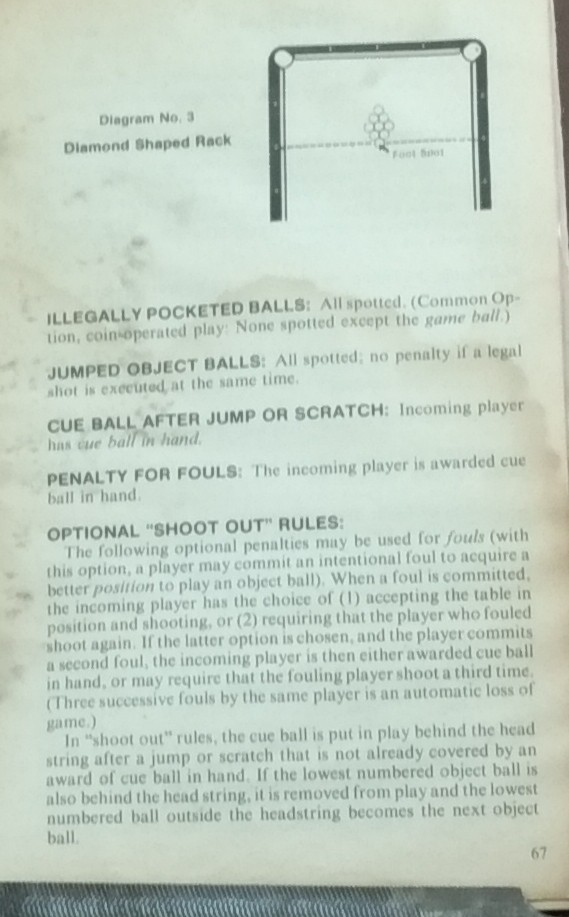 Diagram No. 3
Diamond Shaped Rack
Foot Spot
ILLEGALLY POCKETED BALLS: All spotted. (Common Op-
tion, coin-operated play: None spotted except the game ball.)
JUMPED OBJECT BALLS: All spotted; no penalty if a legal
shot is executed at the same time.
CUE BALL AFTER JUMP OR SCRATCH: Incoming player
has cue ball in hand.
PENALTY FOR FOULS: The incoming player is awarded cue
ball in hand.
OPTIONAL "SHOOT OUT" RULES:
The following optional penalties may be used for fouls (with
this option, a player may commit an intentional foul to acquire a
better position to play an object ball). When a foul is committed,
the incoming player has the choice of (1) accepting the table in
position and shooting, or (2) requiring that the player who fouled
shoot again. If the latter option is chosen, and the player commits
a second foul, the incoming player is then either awarded cue ball
in hand, or may require that the fouling player shoot a third time.
(Three successive fouls by the same player is an automatic loss of
game.)
In "shoot out" rules, the cue ball is put in play behind the head
string after a jump or scratch that is not already covered by an
award of cue ball in hand. If the lowest numbered object ball is
also behind the head string, it is removed from play and the lowest
numbered ball outside the headstring becomes the next object
ball.
67